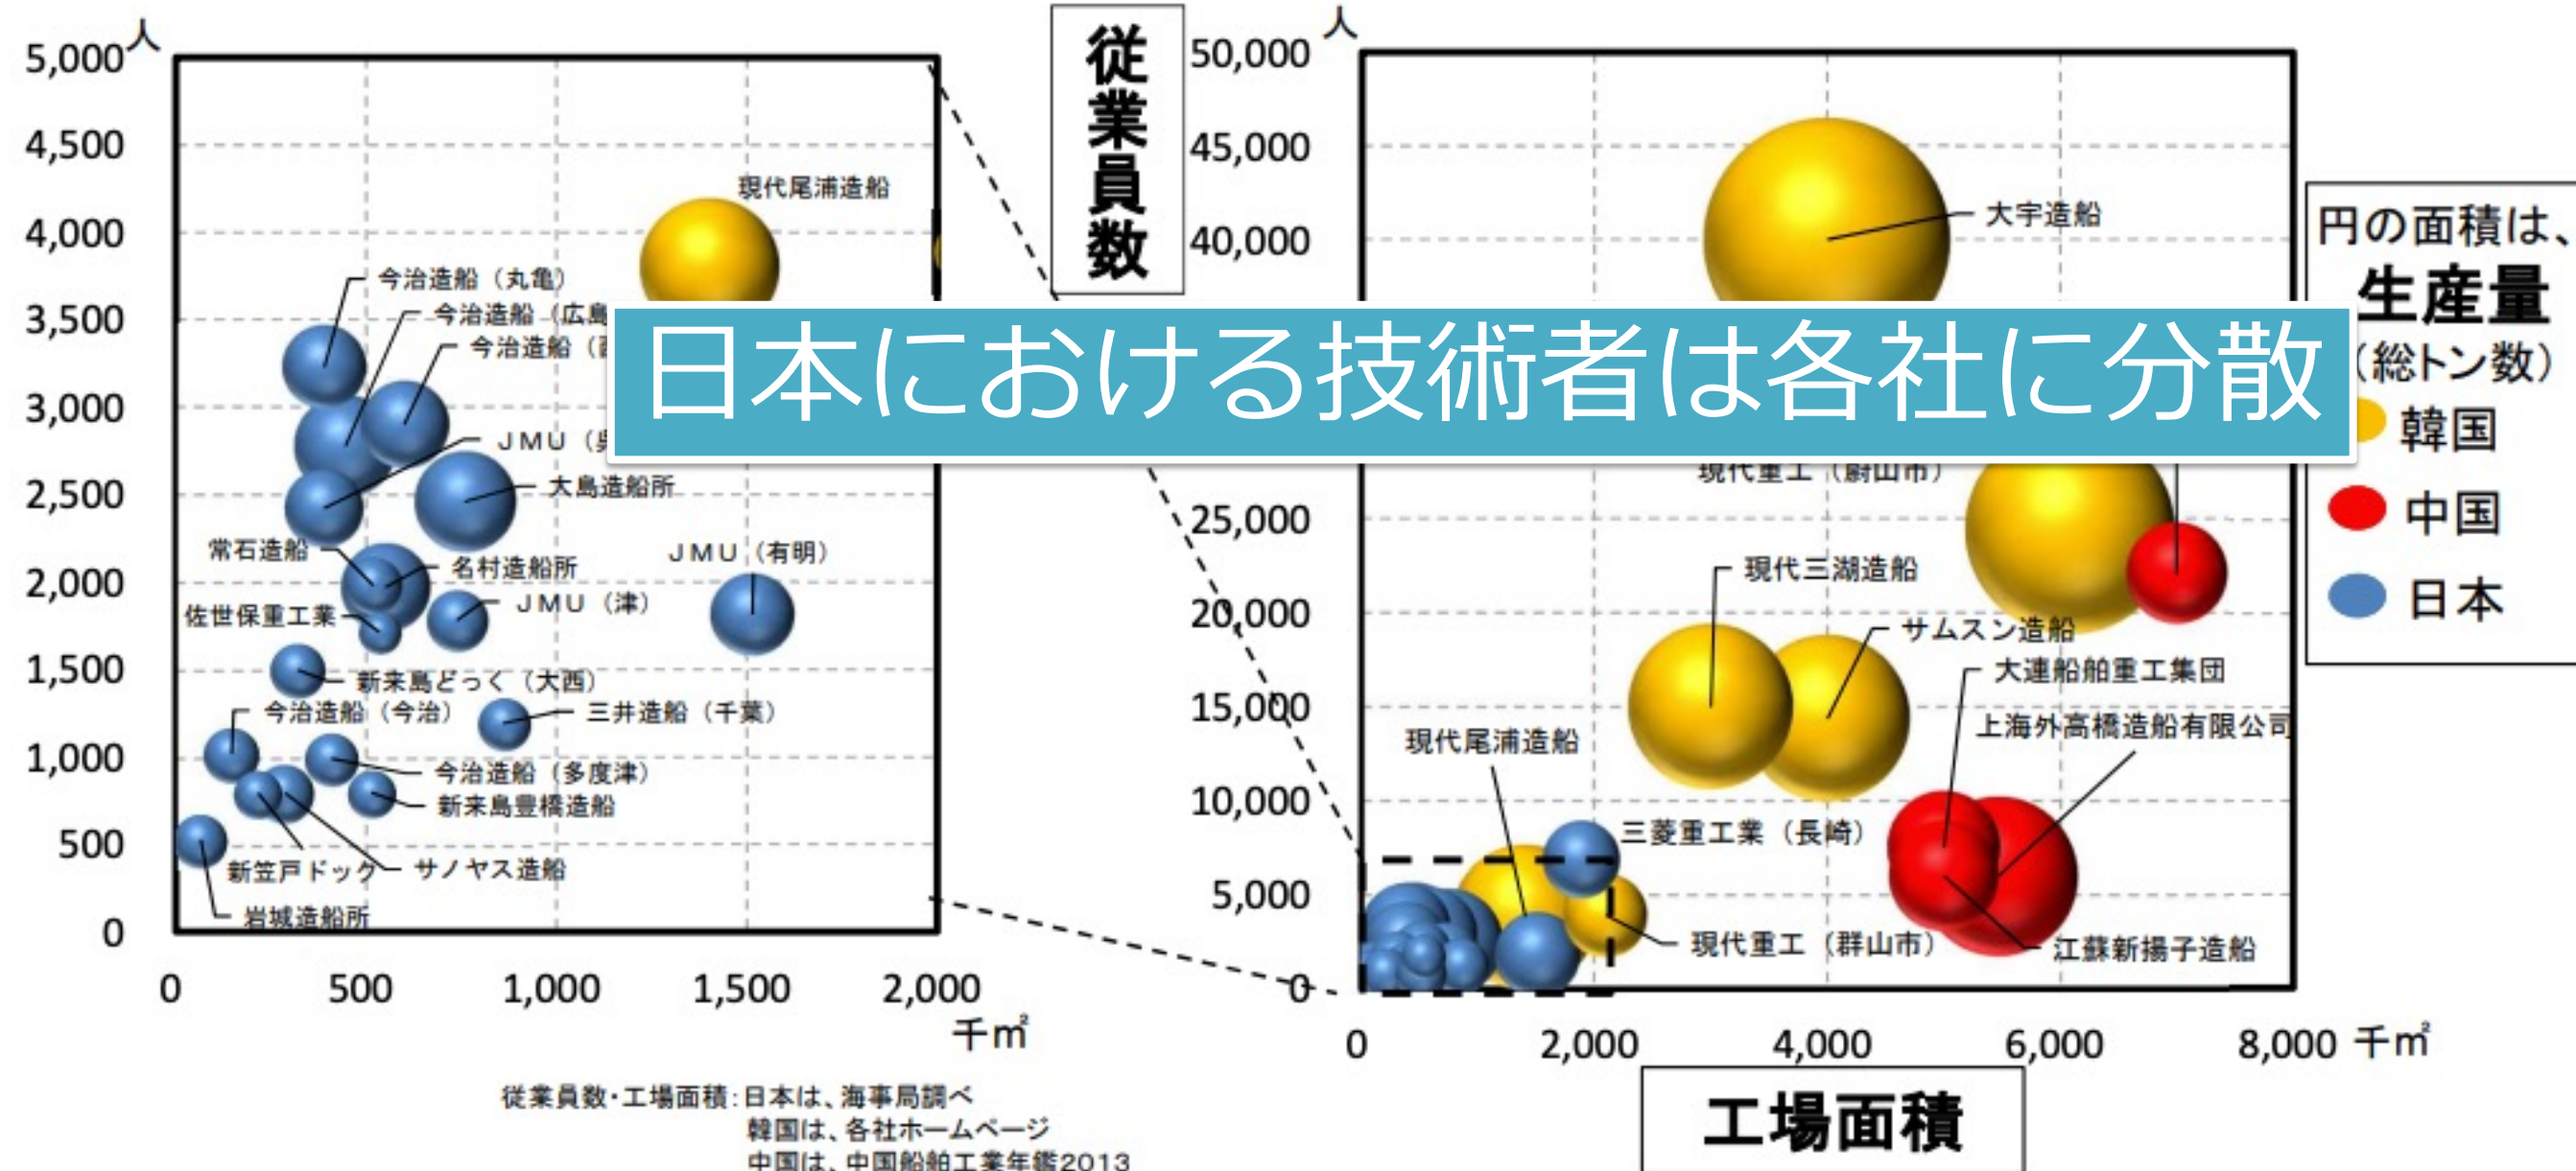 人
5,000
4,500
4,000
3,500
3,000
2,500
2,000
1,500
1,000
500
0
0
500
1,000
1,500
2,000
千㎡
現代尾浦造船
今治造船（丸亀）
今治造船（広島
今治造船（
ＪＭＵ（
大島造船所
常石造船
名村造船所
ＪＭＵ（有明）
佐世保重工業
ＪＭＵ（津）
新来島どっく（大西）
今治造船（今治）
三井造船（千葉）
今治造船（多度津）
新来島豊橋造船
新笠戸ドック
サノヤス造船
岩城造船所
従業員数
日本における技術者は各社に分散
人
50,000
45,000
40,000
25,000
20,000
15,000
10,000
5,000
0
0
2,000
4,000
6,000
8,000
千㎡
大宇造船
現代重工（蔚山市）
現代三湖造船
サムスン造船
大連船舶重工集団
上海外高橋造船有限公司
現代尾浦造船
三菱重工業（長崎）
現代重工（群山市）
江蘇新揚子造船
工場面積
円の面積は、
生産量
（総トン数）
韓国
中国
日本
従業員数・工場面積：日本は、海事局調べ
韓国は、各社ホームページ
中国は、中国船舶工業年鑑2013